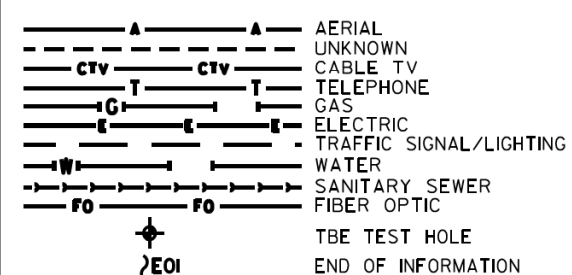 A A AERIAL
UNKNOWN
CTV CTV CABLE TV
T T TELEPHONE
G GAS
E E E ELECTRIC
TRAFFIC SIGNAL/LIGHTING
W WATER
SANITARY SEWER
FO FO FIBER OPTIC
TBE TEST HOLE
EOI END OF INFORMATION